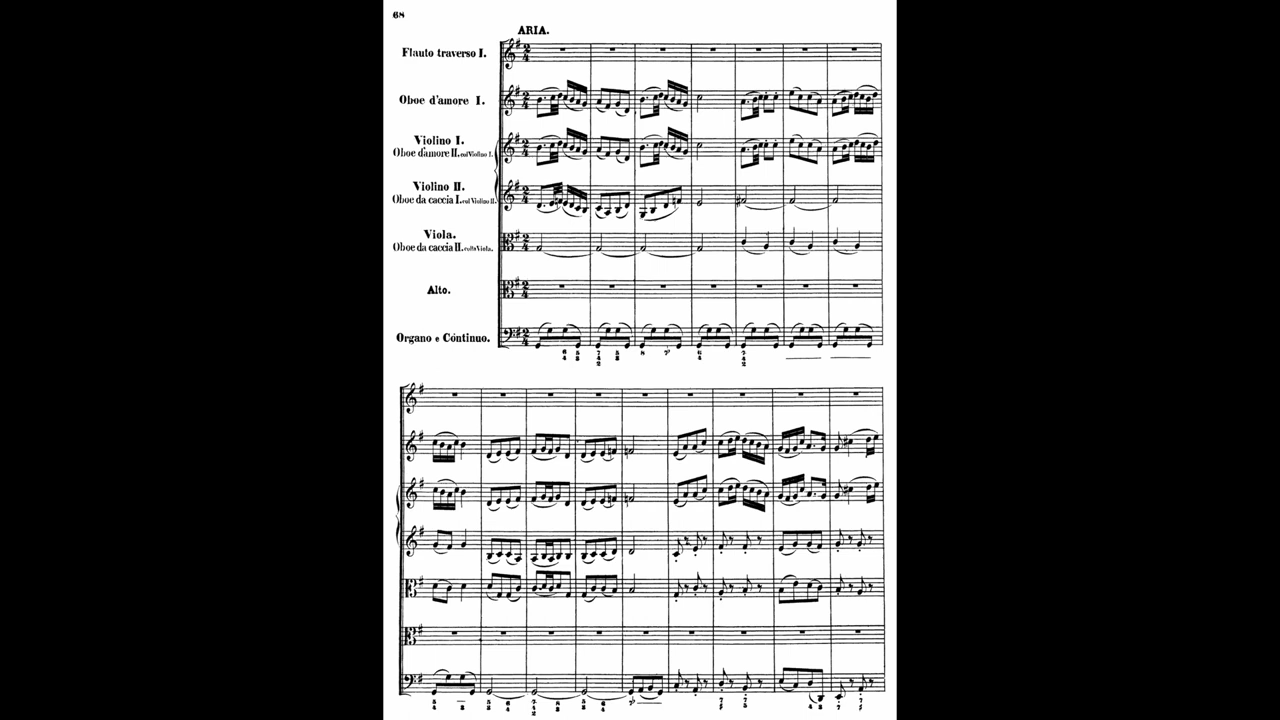 68
ARIA.
Flauto traverso I.
Oboe d'amore I.
Violino I.
Oboe d'amore II. col Violino I.
Violino II.
Oboe da caccia I. col Violino II.
Viola.
Oboe da caccia II. colla Viola.
Alto.
Organo e Continuo.